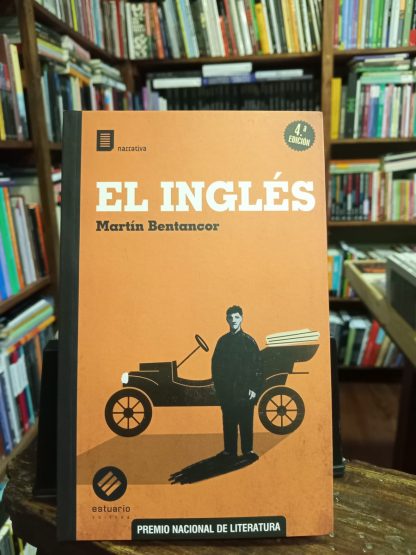 narrativa
4.ª
EDICIÓN
EL INGLÉS
Martín Bentancor
estuario
editora
PREMIO NACIONAL DE LITERATURA